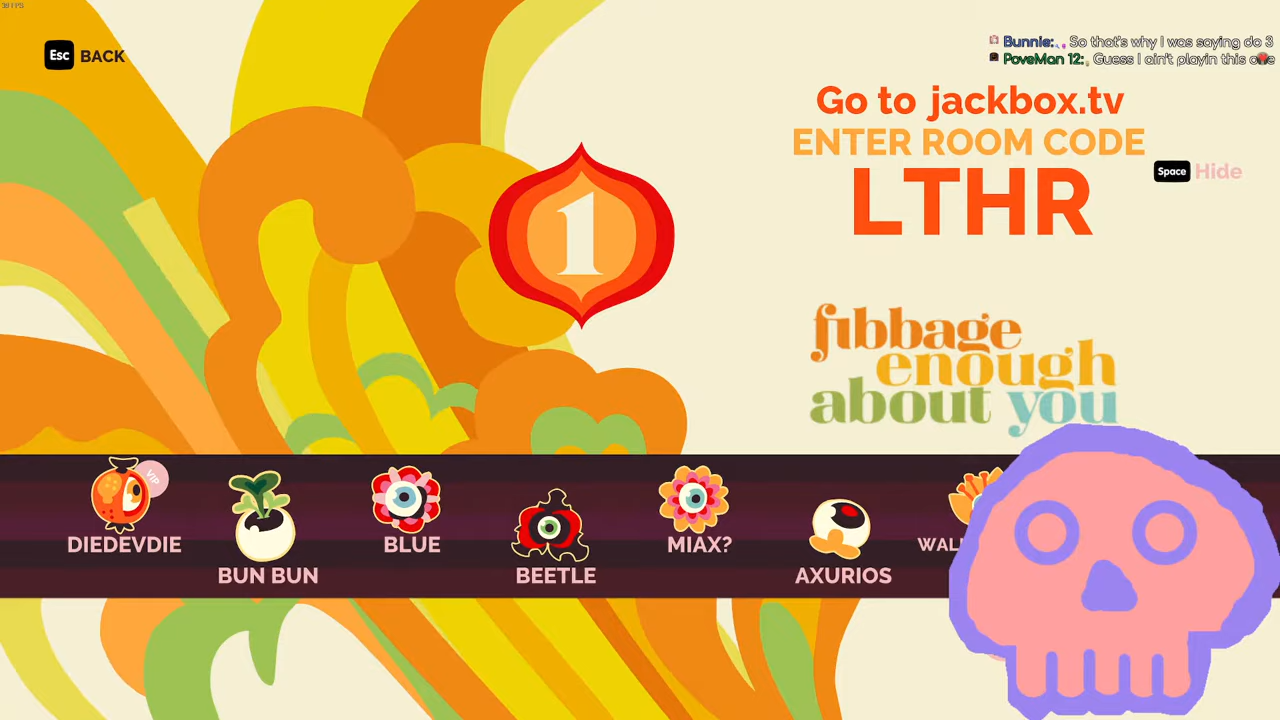 Esc BACK
Bunnie: So that's why I was saying do 3
PoveMan 12: Guess I ain't playin this one
Go to jackbox.tv
ENTER ROOM CODE
LTHR
Space Hide
1
fibbage
enough
about you
VIP
DIEDEVDIE
BUN BUN
BLUE
BEETLE
MIAX?
AXURIOS